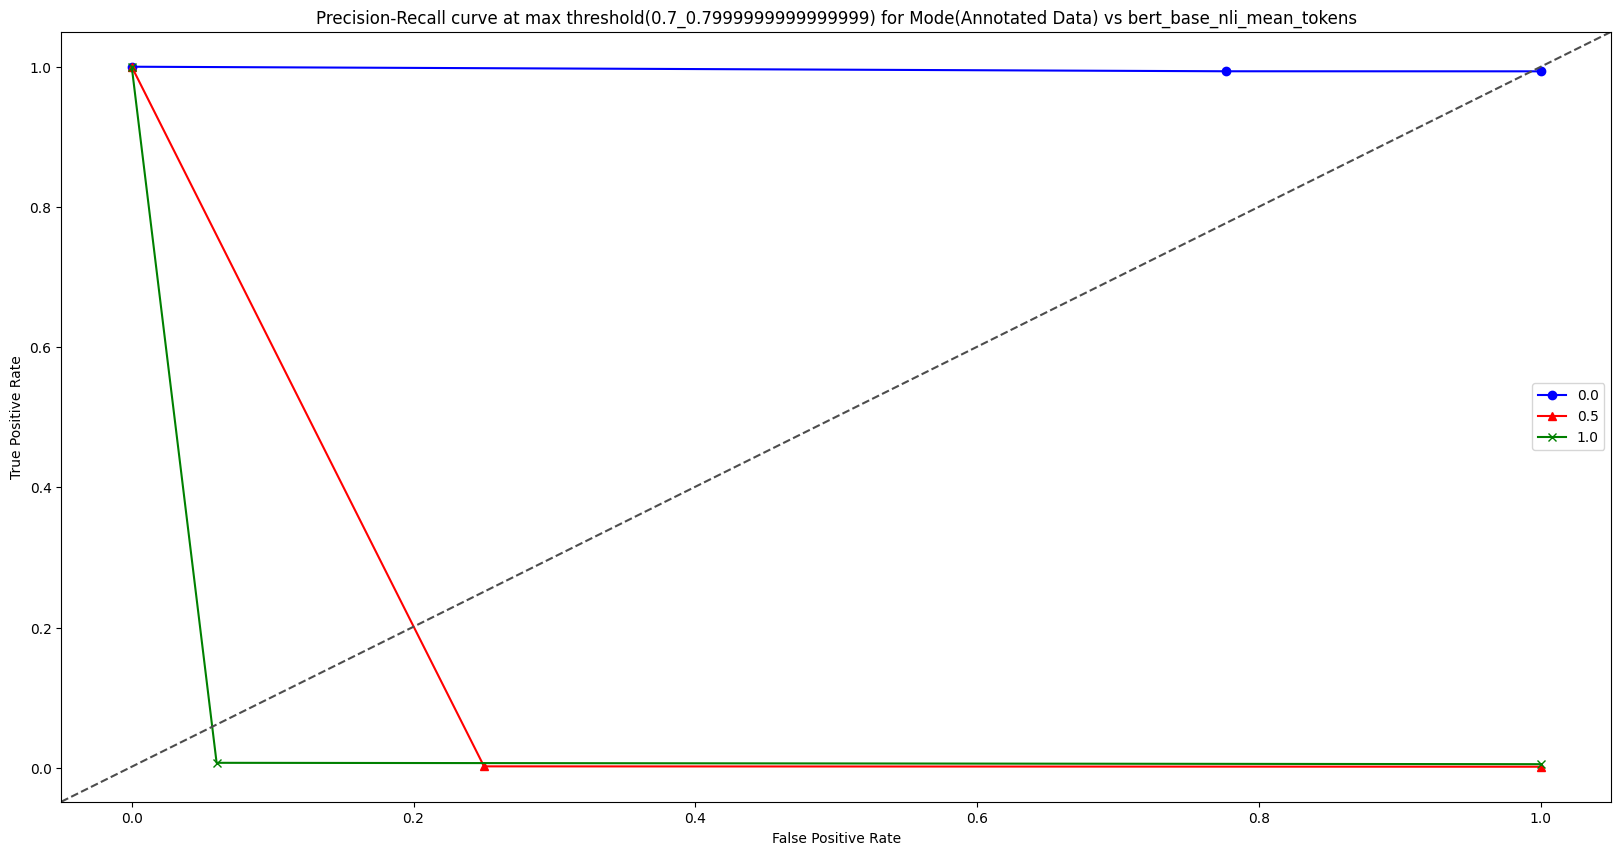 Precision-Recall curve at max threshold(0.7_0.7999999999999999) for Mode(Annotated Data) vs bert_base_nli_mean_tokens
1.0
0.8
0.6
0.4
0.2
0.0
True Positive Rate
0.0
0.5
1.0
0.0 0.2 0.4 0.6 0.8 1.0
False Positive Rate